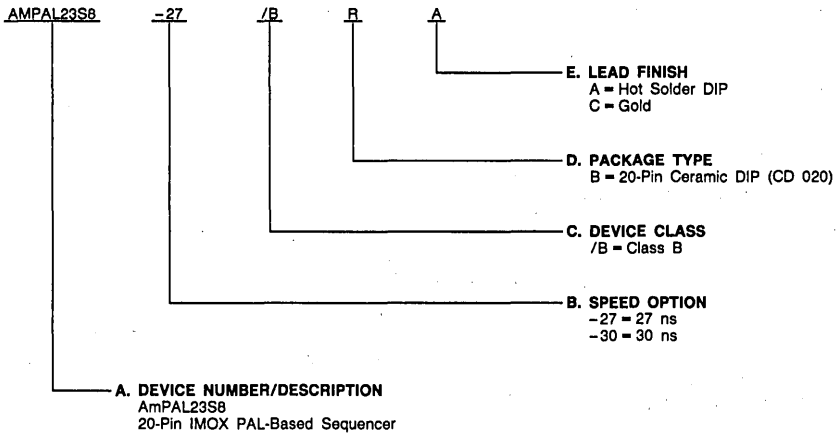 AMPAL23S8 -27 /B R A
E. LEAD FINISH
A = Hot Solder DIP
C = Gold
D. PACKAGE TYPE
B = 20-Pin Ceramic DIP (CD 020)
C. DEVICE CLASS
/B = Class B
B. SPEED OPTION
-27 = 27 ns
-30 = 30 ns
A. DEVICE NUMBER/DESCRIPTION
AmPAL23S8
20-Pin IMOX PAL-Based Sequencer